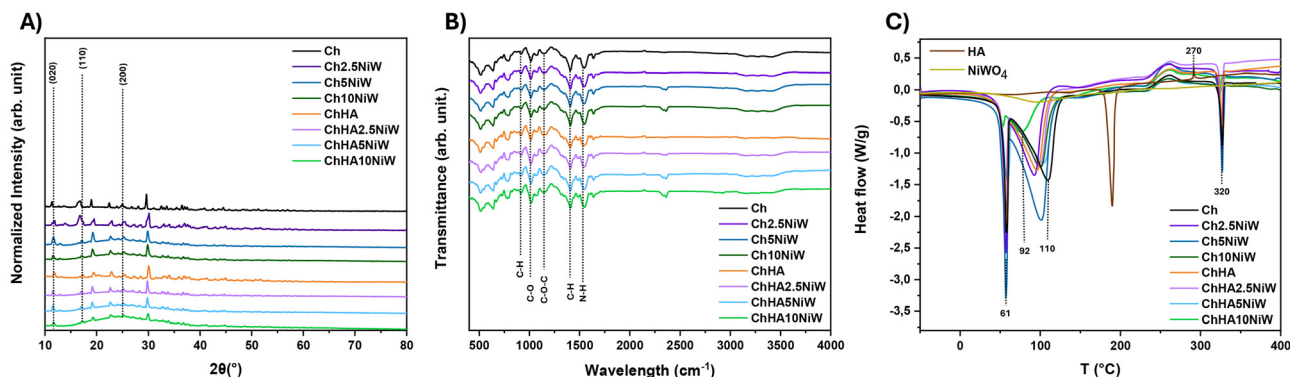 A)
Normalized Intensity (arb. unit)
(020)
(110)
(200)
Ch
Ch2.5NiW
Ch5NiW
Ch10NiW
ChHA
ChHA2.5NiW
ChHA5NiW
ChHA10NiW
10
20
30
40
50
60
70
80
2θ(°)
B)
Transmittance (arb. unit.)
C-H
C-O
C-O-C
C-H
N-H
Ch
Ch2.5NiW
Ch5NiW
Ch10NiW
ChHA
ChHA2.5NiW
ChHA5NiW
ChHA10NiW
500
1000
1500
2000
2500
3000
3500
4000
Wavelength (cm⁻¹)
C)
Heat flow (W/g)
0,5
0,0
-0,5
-1,0
-1,5
-2,0
-2,5
-3,0
-3,5
HA
NiWO₄
270
320
92
110
61
Ch
Ch2.5NiW
Ch5NiW
Ch10NiW
ChHA
ChHA2.5NiW
ChHA5NiW
ChHA10NiW
0
100
200
300
400
T (°C)